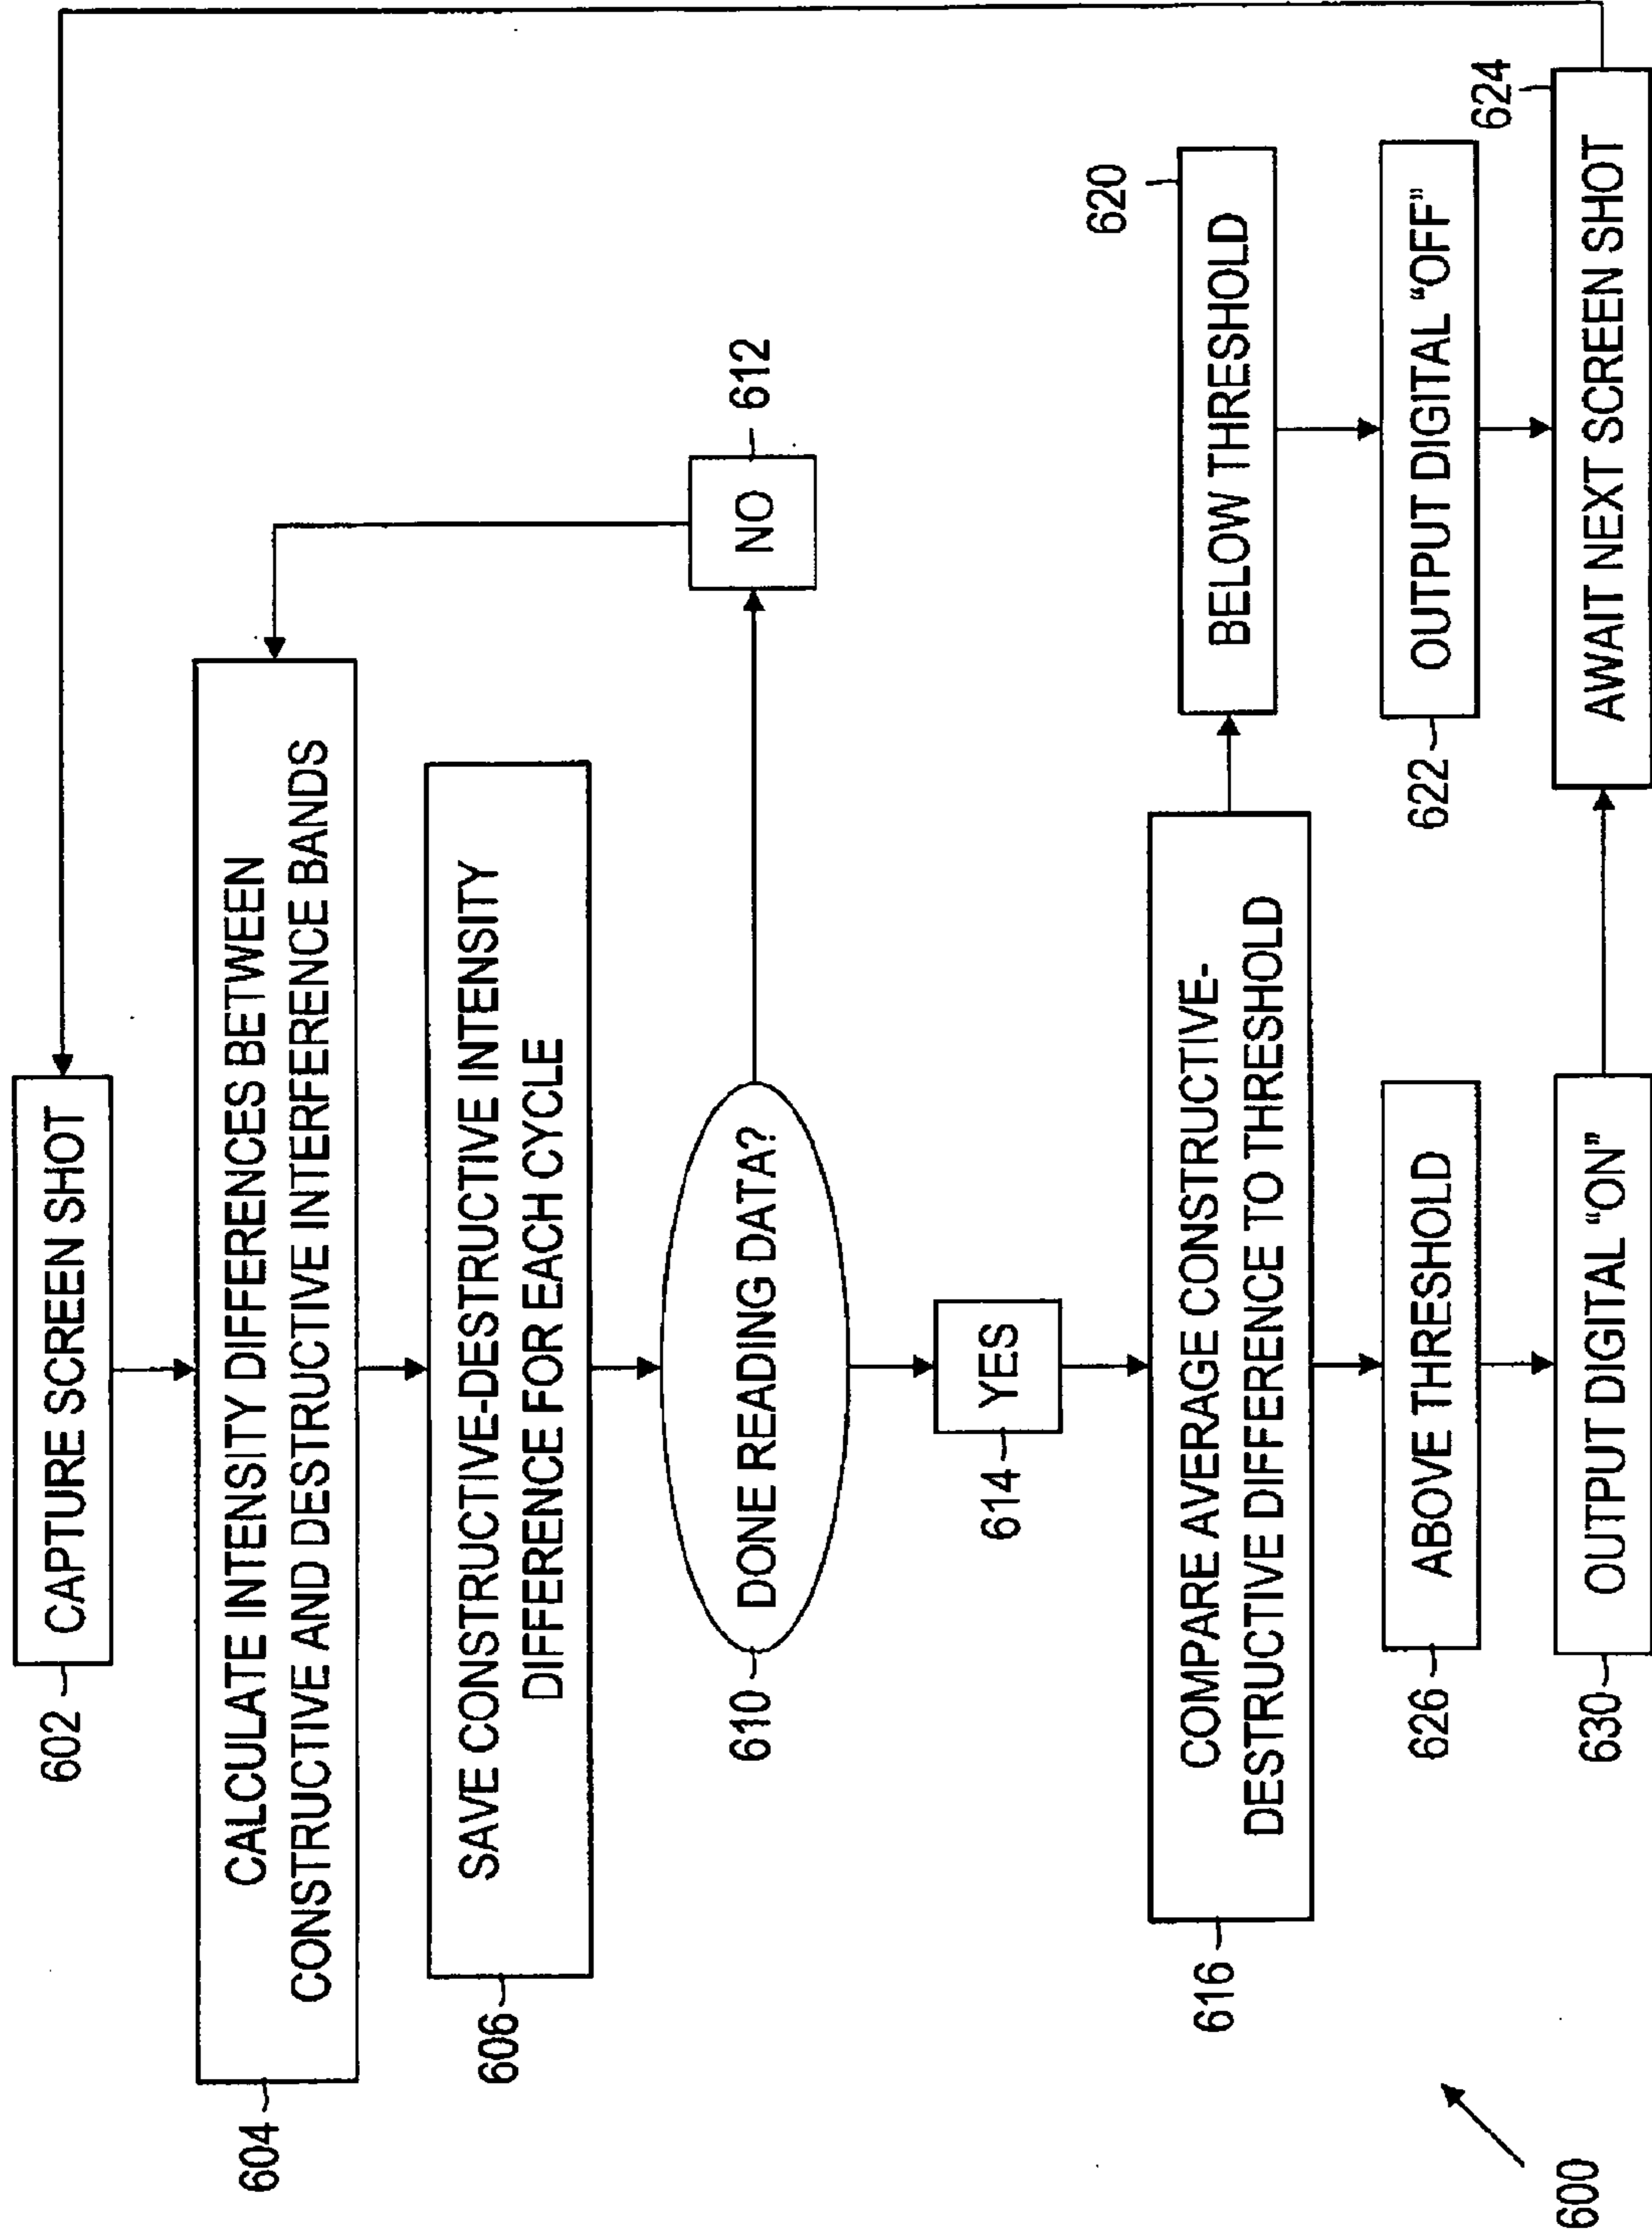 602
CAPTURE SCREEN SHOT
604
CALCULATE INTENSITY DIFFERENCES BETWEEN
CONSTRUCTIVE AND DESTRUCTIVE INTERFERENCE BANDS
606
SAVE CONSTRUCTIVE-DESTRUCTIVE INTENSITY
DIFFERENCE FOR EACH CYCLE
610
DONE READING DATA?
NO
612
614
YES
616
COMPARE AVERAGE CONSTRUCTIVE-
DESTRUCTIVE DIFFERENCE TO THRESHOLD
BELOW THRESHOLD
620
626
ABOVE THRESHOLD
622
OUTPUT DIGITAL “OFF”
630
OUTPUT DIGITAL “ON”
AWAIT NEXT SCREEN SHOT
624
600